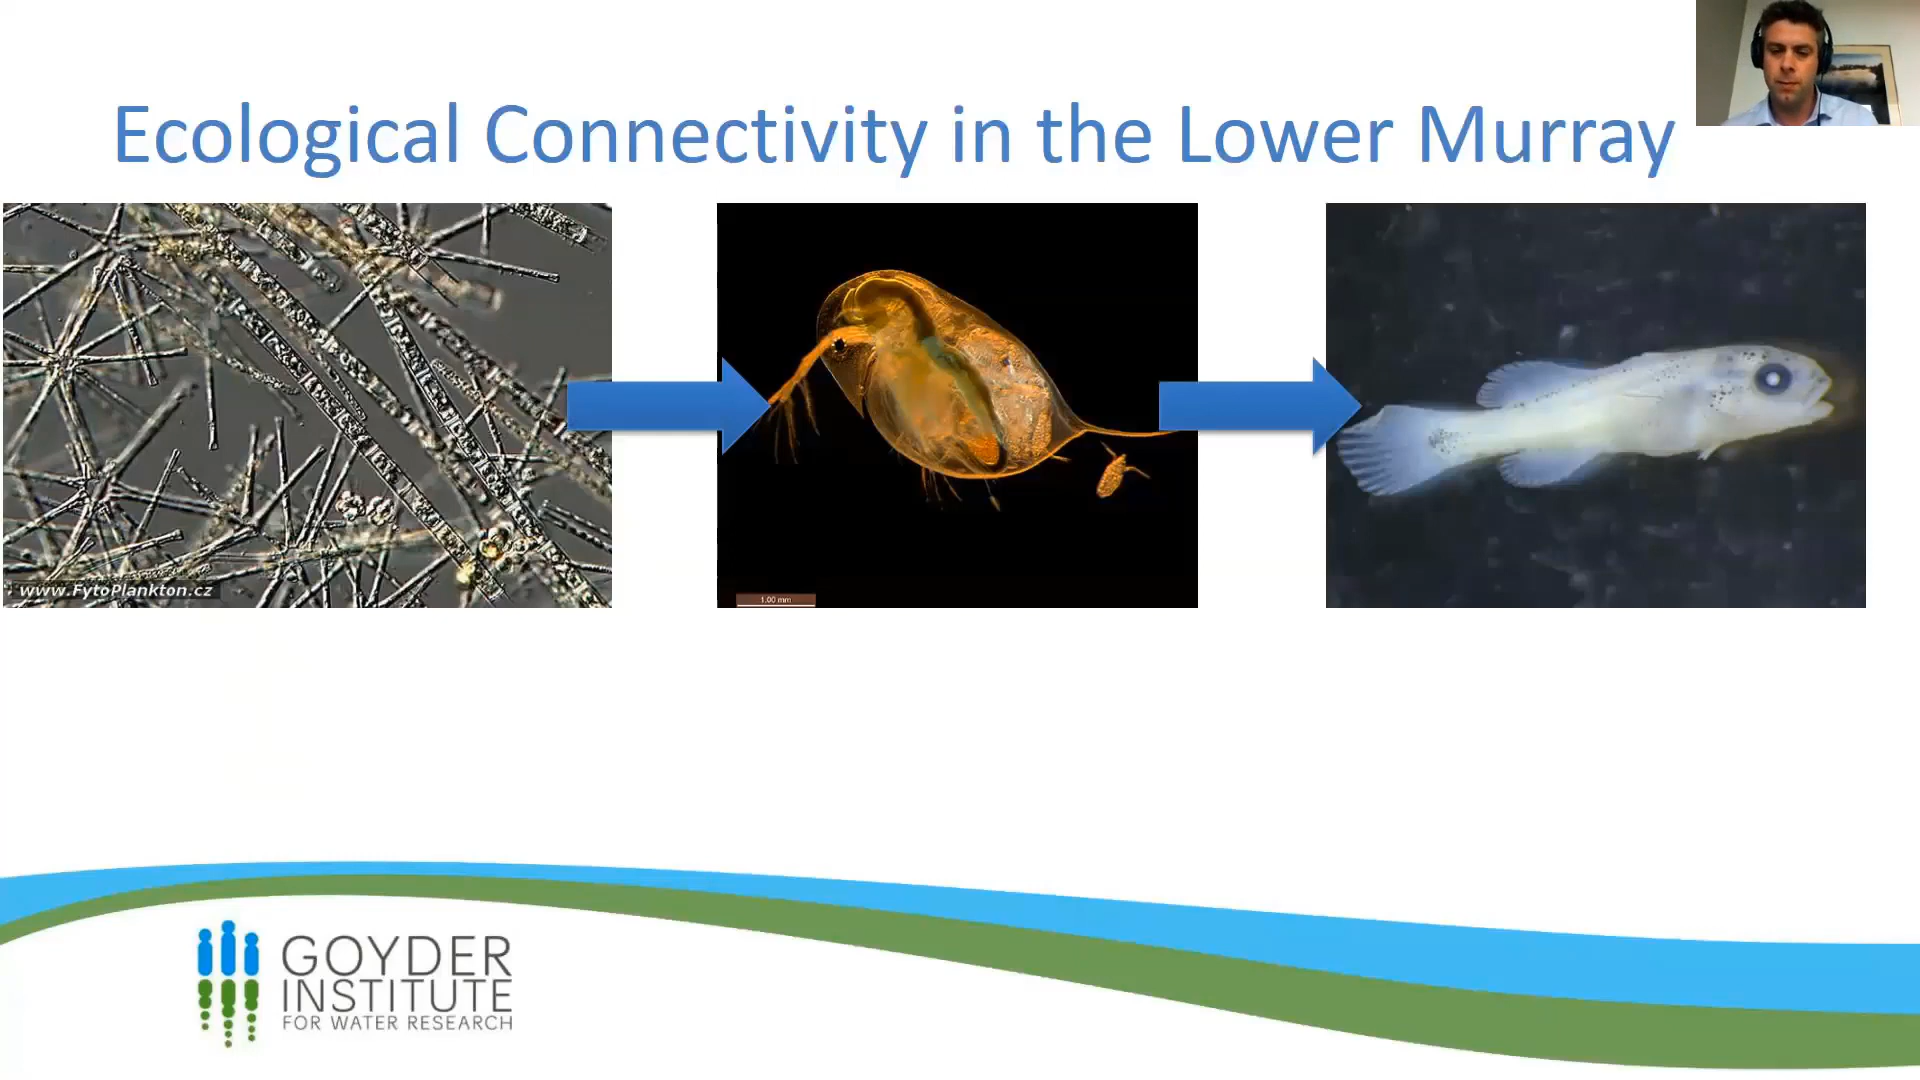 Ecological Connectivity in the Lower Murray
www.FytoPlankton.cz
1.00 mm
GOYDER
INSTITUTE
FOR WATER RESEARCH